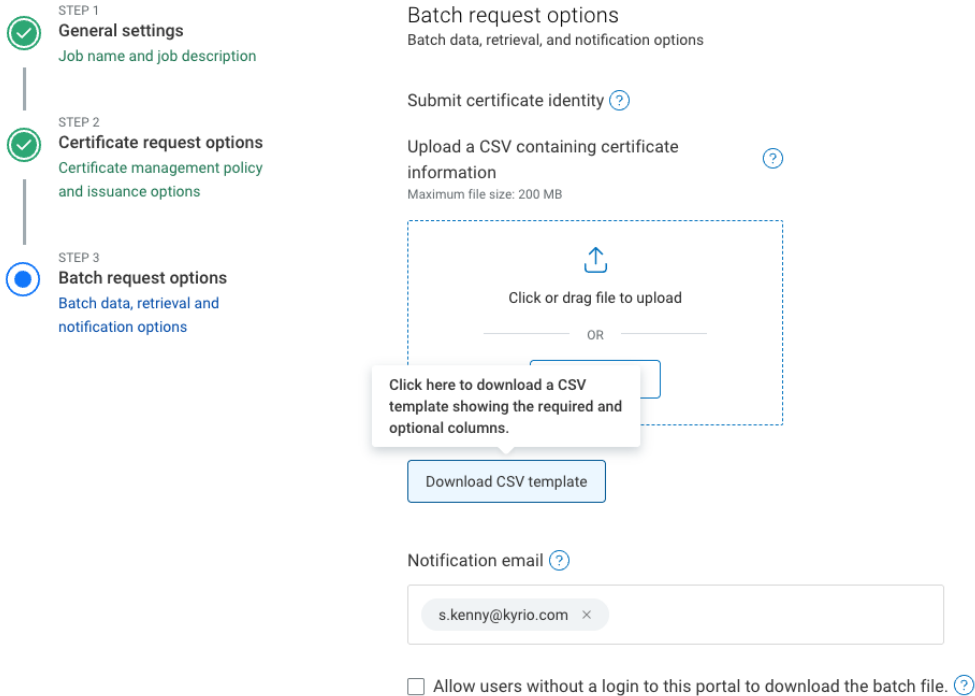 STEP 1
General settings
Job name and job description
STEP 2
Certificate request options
Certificate management policy
and issuance options
STEP 3
Batch request options
Batch data, retrieval and
notification options
Batch request options
Batch data, retrieval, and notification options
Submit certificate identity ?
Upload a CSV containing certificate
information
?
Maximum file size: 200 MB
Click or drag file to upload
OR
Click here to download a CSV
template showing the required and
optional columns.
Download CSV template
Notification email ?
s.kenny@kyrio.com ×
Allow users without a login to this portal to download the batch file. ?